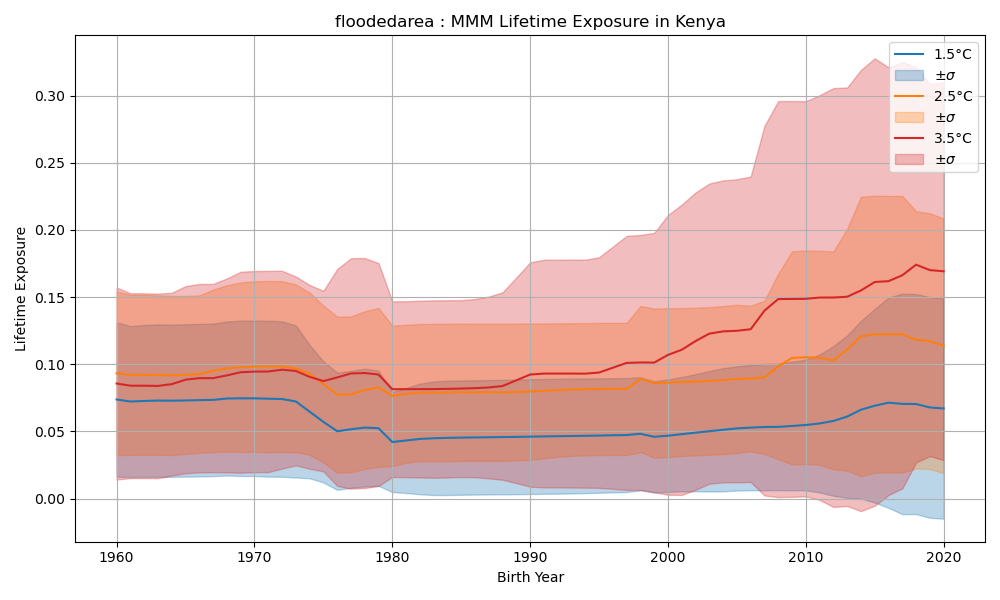 floodedarea : MMM Lifetime Exposure in Kenya
1.5°C
±σ
2.5°C
±σ
3.5°C
±σ
Lifetime Exposure
0.30
0.25
0.20
0.15
0.10
0.05
0.00
1960 1970 1980 1990 2000 2010 2020
Birth Year